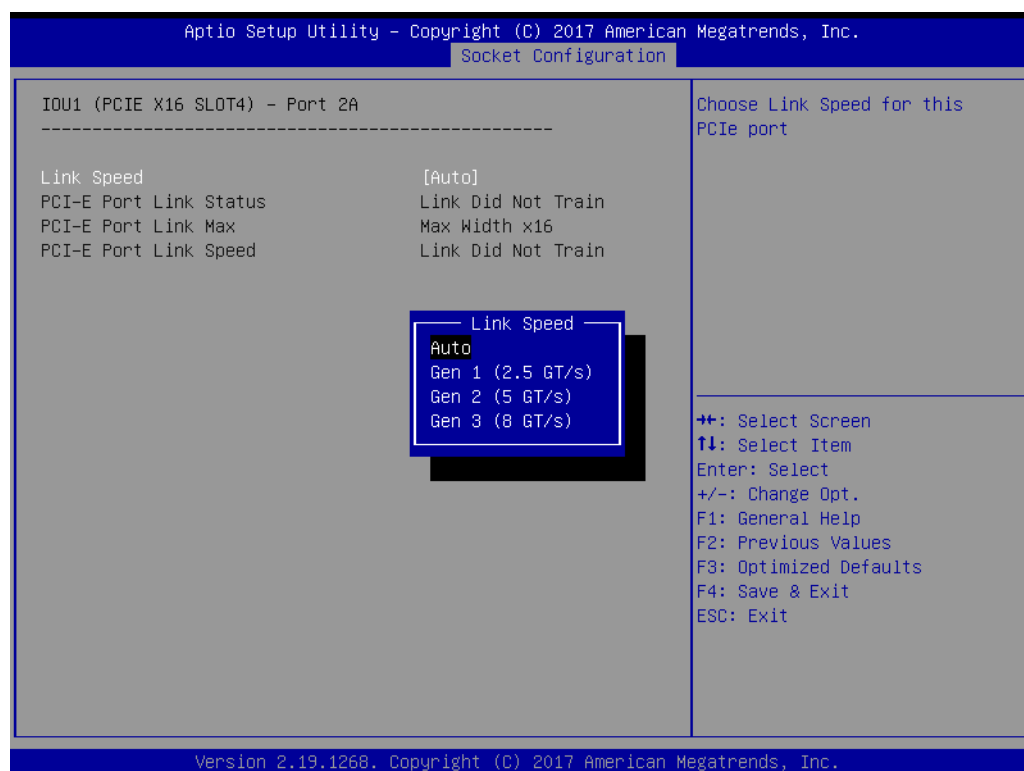 Aptio Setup Utility – Copyright (C) 2017 American Megatrends, Inc.
Socket Configuration
IOU1 (PCIE X16 SLOT4) – Port 2A
--------------------------------------------------
Link Speed [Auto]
PCI-E Port Link Status Link Did Not Train
PCI-E Port Link Max Max Width x16
PCI-E Port Link Speed Link Did Not Train
Link Speed
Auto
Gen 1 (2.5 GT/s)
Gen 2 (5 GT/s)
Gen 3 (8 GT/s)
Choose Link Speed for this
PCIe port
→←: Select Screen
↑↓: Select Item
Enter: Select
+/-: Change Opt.
F1: General Help
F2: Previous Values
F3: Optimized Defaults
F4: Save & Exit
ESC: Exit
Version 2.19.1268. Copyright (C) 2017 American Megatrends, Inc.